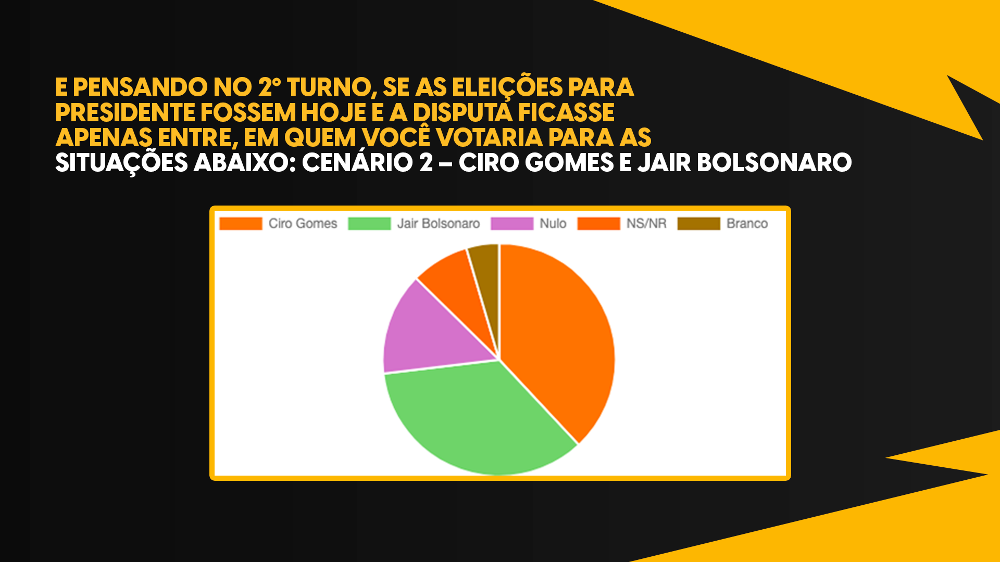 E PENSANDO NO 2º TURNO, SE AS ELEIÇÕES PARA
PRESIDENTE FOSSEM HOJE E A DISPUTA FICASSE
APENAS ENTRE, EM QUEM VOCÊ VOTARIA PARA AS
SITUAÇÕES ABAIXO: CENÁRIO 2 – CIRO GOMES E JAIR BOLSONARO
Ciro Gomes Jair Bolsonaro Nulo NS/NR Branco